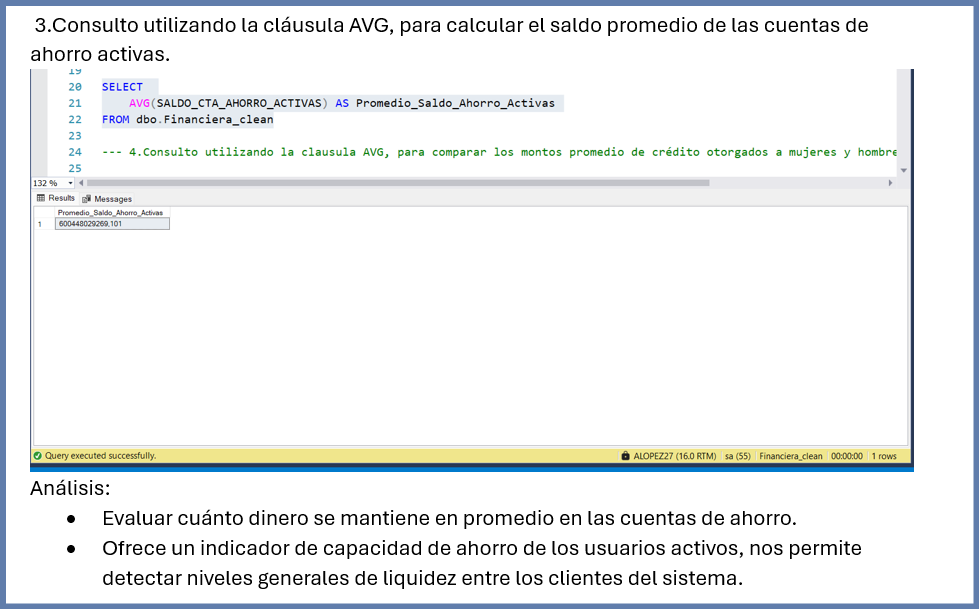 3.Consulto utilizando la cláusula AVG, para calcular el saldo promedio de las cuentas de
ahorro activas.
19
20 SELECT
21 AVG(SALDO_CTA_AHORRO_ACTIVAS) AS Promedio_Saldo_Ahorro_Activas
22 FROM dbo.Financiera_clean
23
24 --- 4.Consulto utilizando la clausula AVG, para comparar los montos promedio de crédito otorgados a mujeres y hombre
25
132 %
Results Messages
Promedio_Saldo_Ahorro_Activas
1 600448029269,101
Query executed successfully. ALOPEZ27 (16.0 RTM) sa (55) Financiera_clean 00:00:00 1 rows
Análisis:
• Evaluar cuánto dinero se mantiene en promedio en las cuentas de ahorro.
• Ofrece un indicador de capacidad de ahorro de los usuarios activos, nos permite
detectar niveles generales de liquidez entre los clientes del sistema.